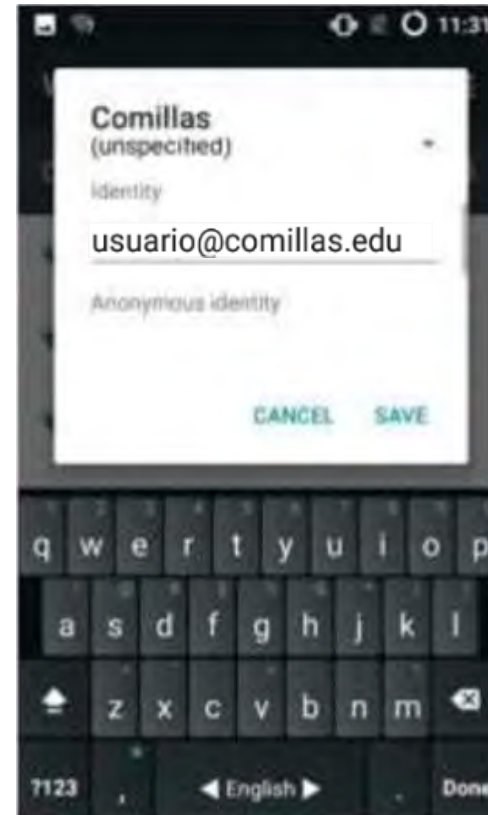 11:31
Comillas
(unspecified)
Identity
usuario@comillas.edu
Anonymous identity
CANCEL SAVE
q w e r t y u i o p
a s d f g h j k l
z x c v b n m
?123 , ◀ English ▶ . Done